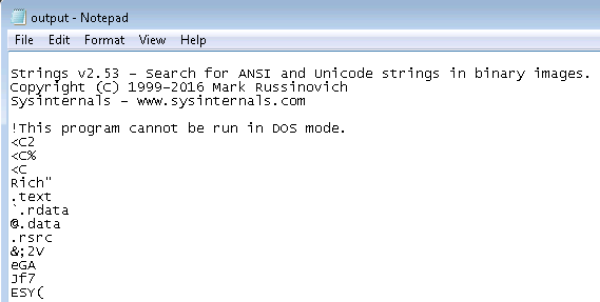 output - Notepad
File Edit Format View Help
Strings v2.53 - Search for ANSI and Unicode strings in binary images.
Copyright (C) 1999-2016 Mark Russinovich
Sysinternals - www.sysinternals.com
!This program cannot be run in DOS mode.
<C2
<C%
<C
Rich"
.text
`.rdata
@.data
.rsrc
&;2V
eGA
Jf7
ESY(